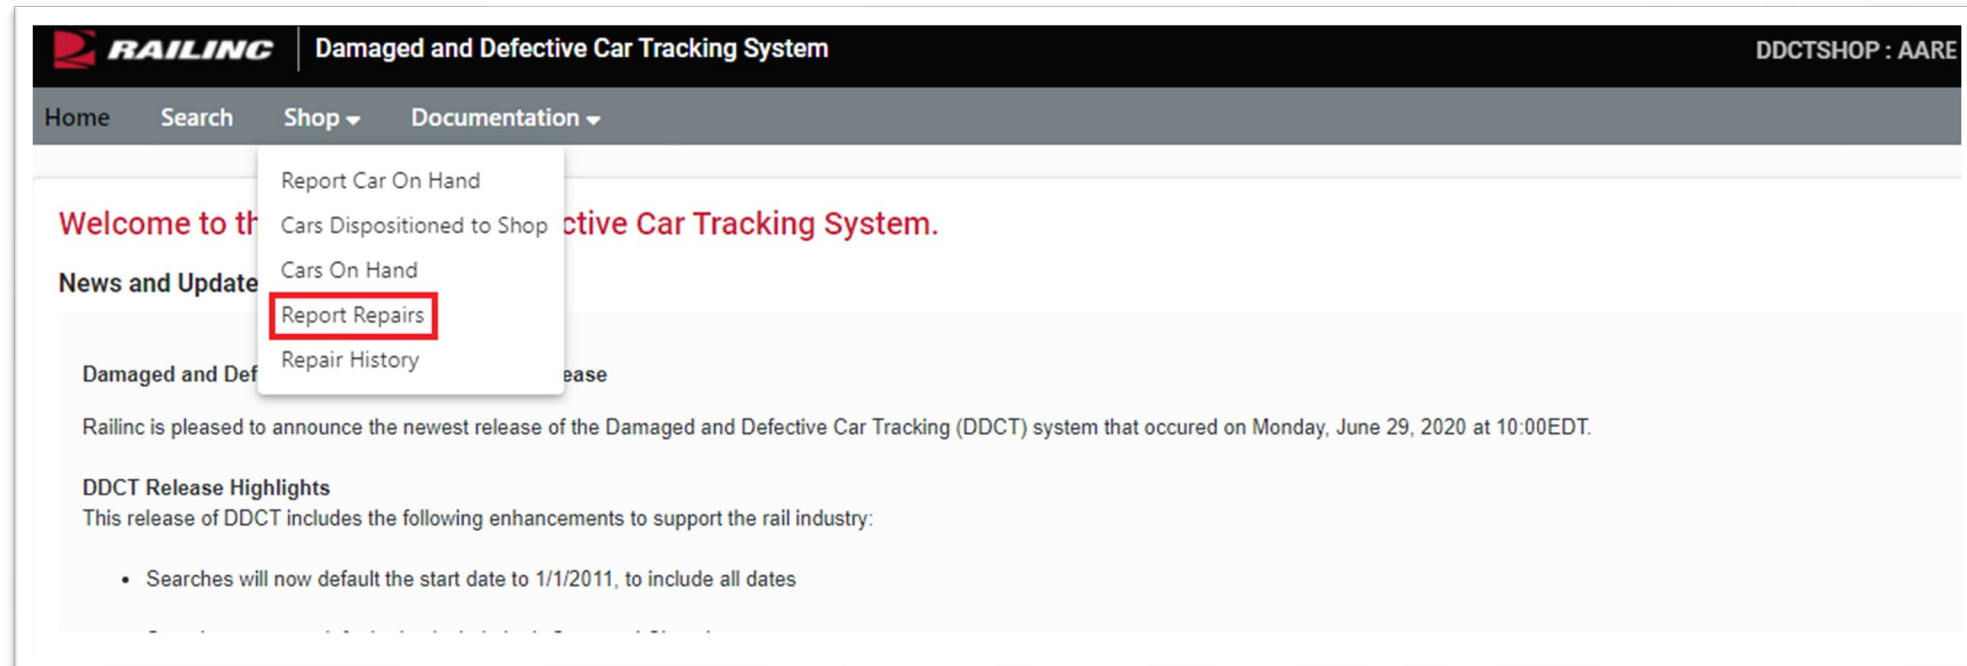 RAILINC Damaged and Defective Car Tracking System DDCTSHOP : AARE
Home Search Shop Documentation
Report Car On Hand
Cars Dispositioned to Shop
Cars On Hand
Report Repairs
Repair History
Welcome to th ctive Car Tracking System.
News and Update
Damaged and Def ease
Railinc is pleased to announce the newest release of the Damaged and Defective Car Tracking (DDCT) system that occured on Monday, June 29, 2020 at 10:00EDT.
DDCT Release Highlights
This release of DDCT includes the following enhancements to support the rail industry:
• Searches will now default the start date to 1/1/2011, to include all dates